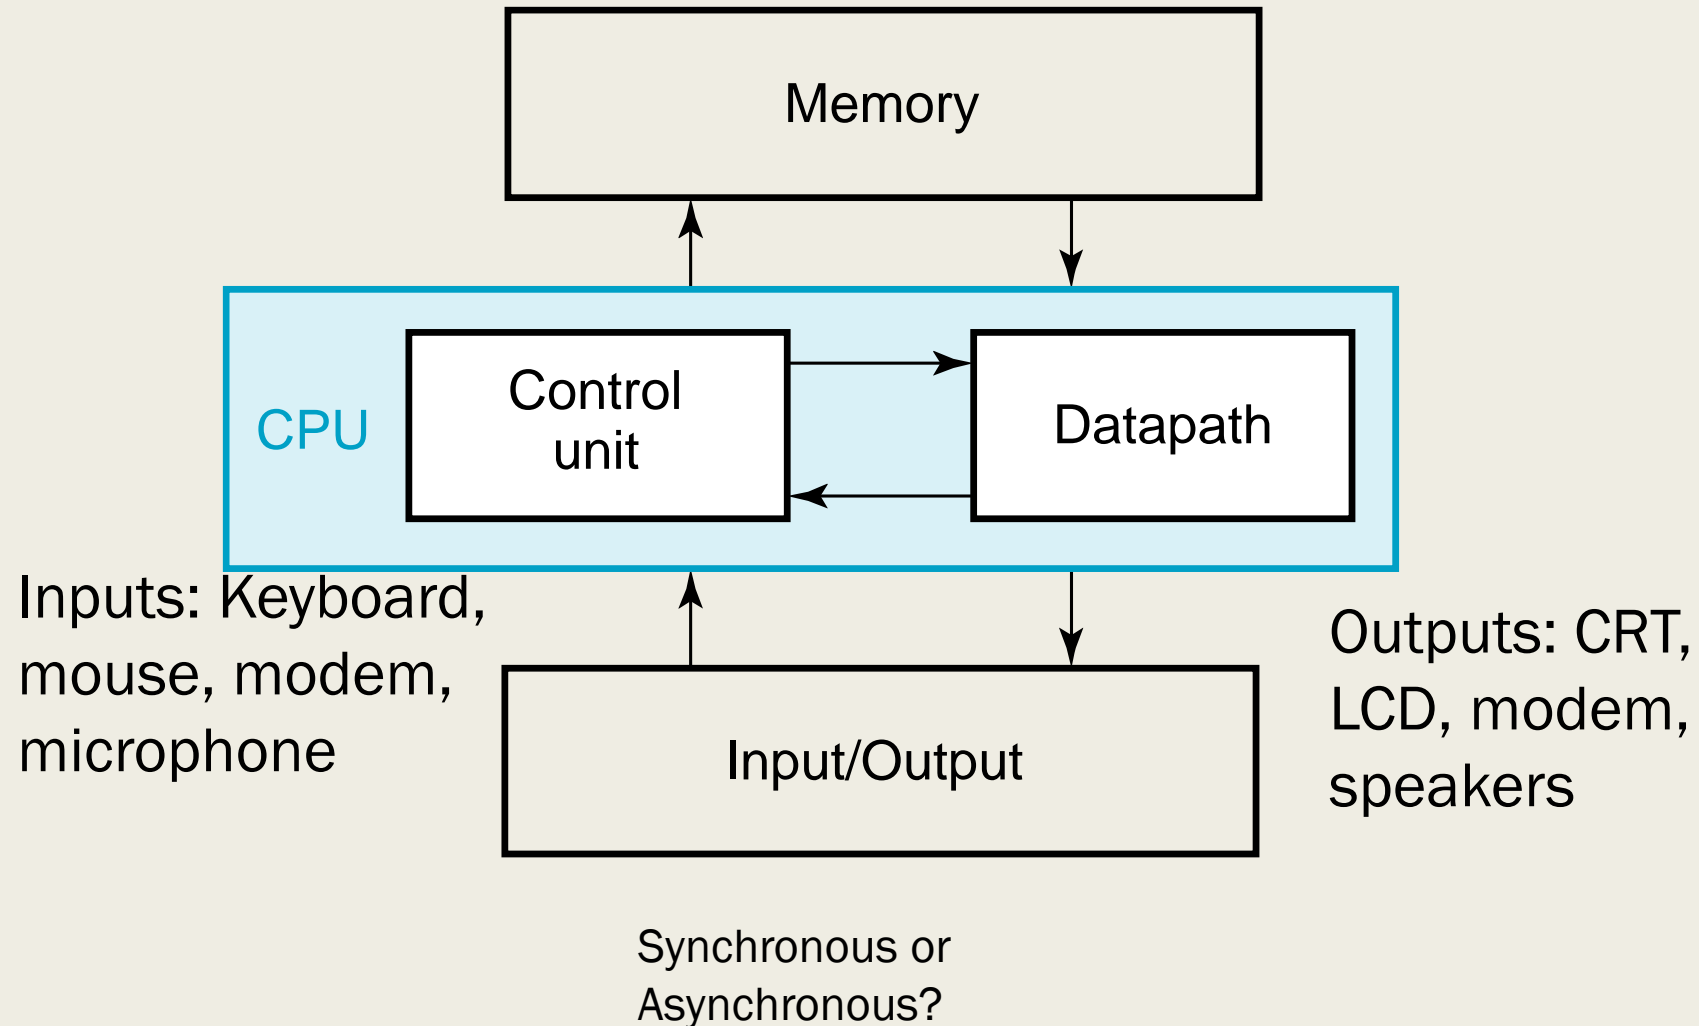 Memory
CPU
Control
unit
Datapath
Inputs: Keyboard,
mouse, modem,
microphone
Input/Output
Outputs: CRT,
LCD, modem,
speakers
Synchronous or
Asynchronous?